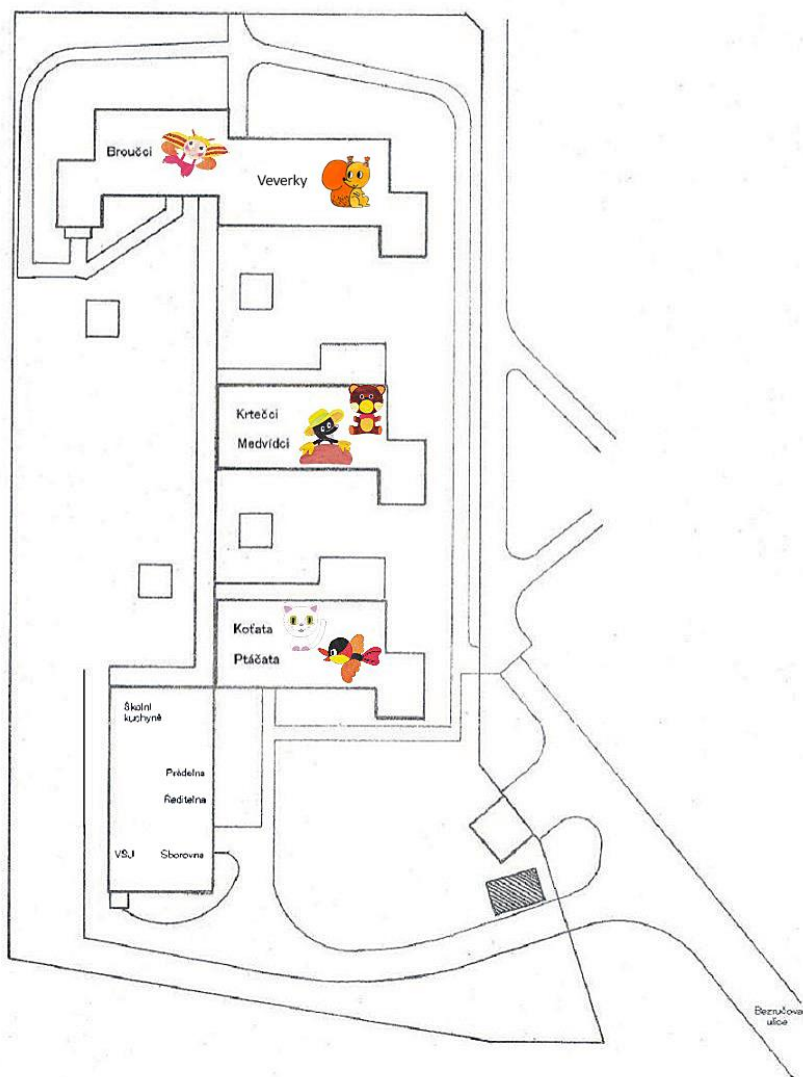 Broučci
Veverky
Krtečci
Medvídci
Koťata
Ptáčata
Školní
kuchyně
Prádelna
Ředitelna
VŠJ
Sborovna
Bezručova
ulice